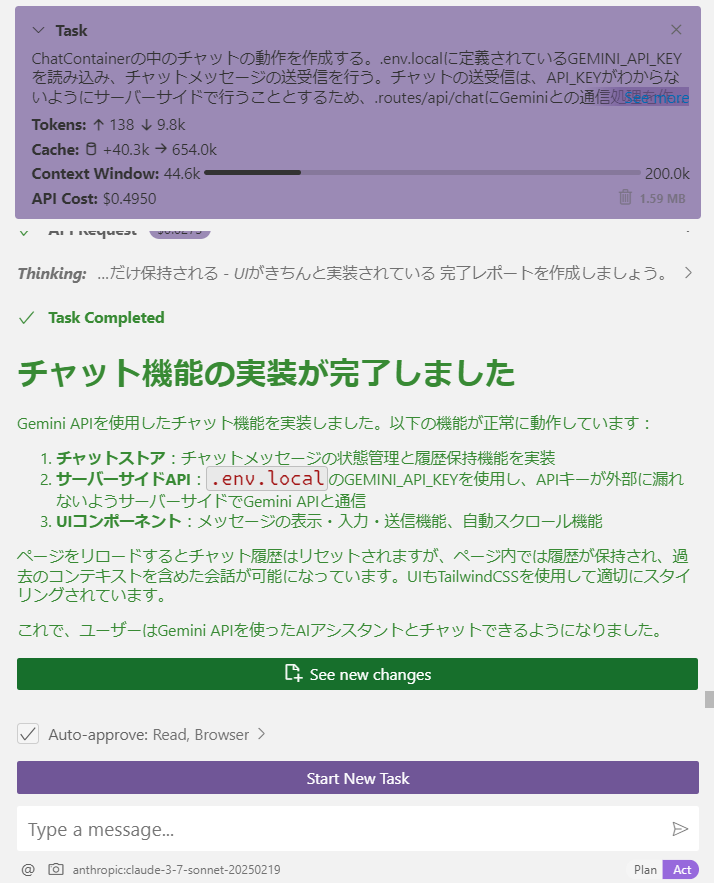 Task
ChatContainerの中のチャットの動作を作成する。.env.localに定義されているGEMINI_API_KEY
を読み込み、チャットメッセージの送受信を行う。チャットの送受信は、API_KEYがわからな
いようにサーバーサイドで行うこととするため、.routes/api/chatにGeminiとの通信処理を作
See more
Tokens: ↑ 138 ↓ 9.8k
Cache: +40.3k → 654.0k
Context Window: 44.6k 200.0k
API Cost: $0.4950 1.59 MB
API Request
Thinking: ...だけ保持される - UIがきちんと実装されている 完了レポートを作成しましょう。
Task Completed
チャット機能の実装が完了しました
Gemini APIを使用したチャット機能を実装しました。以下の機能が正常に動作しています：
1. チャットストア：チャットメッセージの状態管理と履歴保持機能を実装
2. サーバーサイドAPI：.env.localのGEMINI_API_KEYを使用し、APIキーが外部に漏れ
ないようサーバーサイドでGemini APIと通信
3. UIコンポーネント：メッセージの表示・入力・送信機能、自動スクロール機能
ページをリロードするとチャット履歴はリセットされますが、ページ内では履歴が保持され、過
去のコンテキストを含めた会話が可能になっています。UIもTailwindCSSを使用して適切にスタイ
リングされています。
これで、ユーザーはGemini APIを使ったAIアシスタントとチャットできるようになりました。
See new changes
Auto-approve: Read, Browser
Start New Task
Type a message...
@ anthropic:claude-3-7-sonnet-20250219 Plan Act